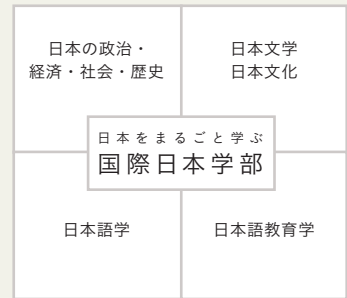 日本の政治・
経済・社会・歴史
日本文学
日本文化
日本をまるごと学ぶ
国際日本学部
日本語学
日本語教育学